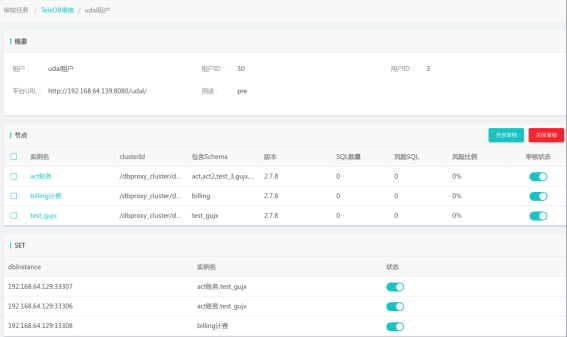 审核任务 / TeleDB审核 / udal租户
概要
租户： udal租户 租户ID： 30 用户ID： 3
平台URL： http://192.168.64.139:8080/udal/ 用途： pre
节点 开启审核 关闭审核
实例名 clusterId 包含Schema 版本 SQL数量 风险SQL 风险比例 审核状态
act账务 /dbproxy_cluster/d... act,act2,test_3,gujx,... 2.7.8 0 0 0%
billing计费 /dbproxy_cluster/d... billing 2.7.8 0 0 0%
test_gujx /dbproxy_cluster/d... test_gujx 2.7.8 0 0 0%
SET
dbInstance 实例名 状态
192.168.64.129:33307 act账务,test_gujx
192.168.64.129:33306 act账务,test_gujx
192.168.64.129:33308 billing计费